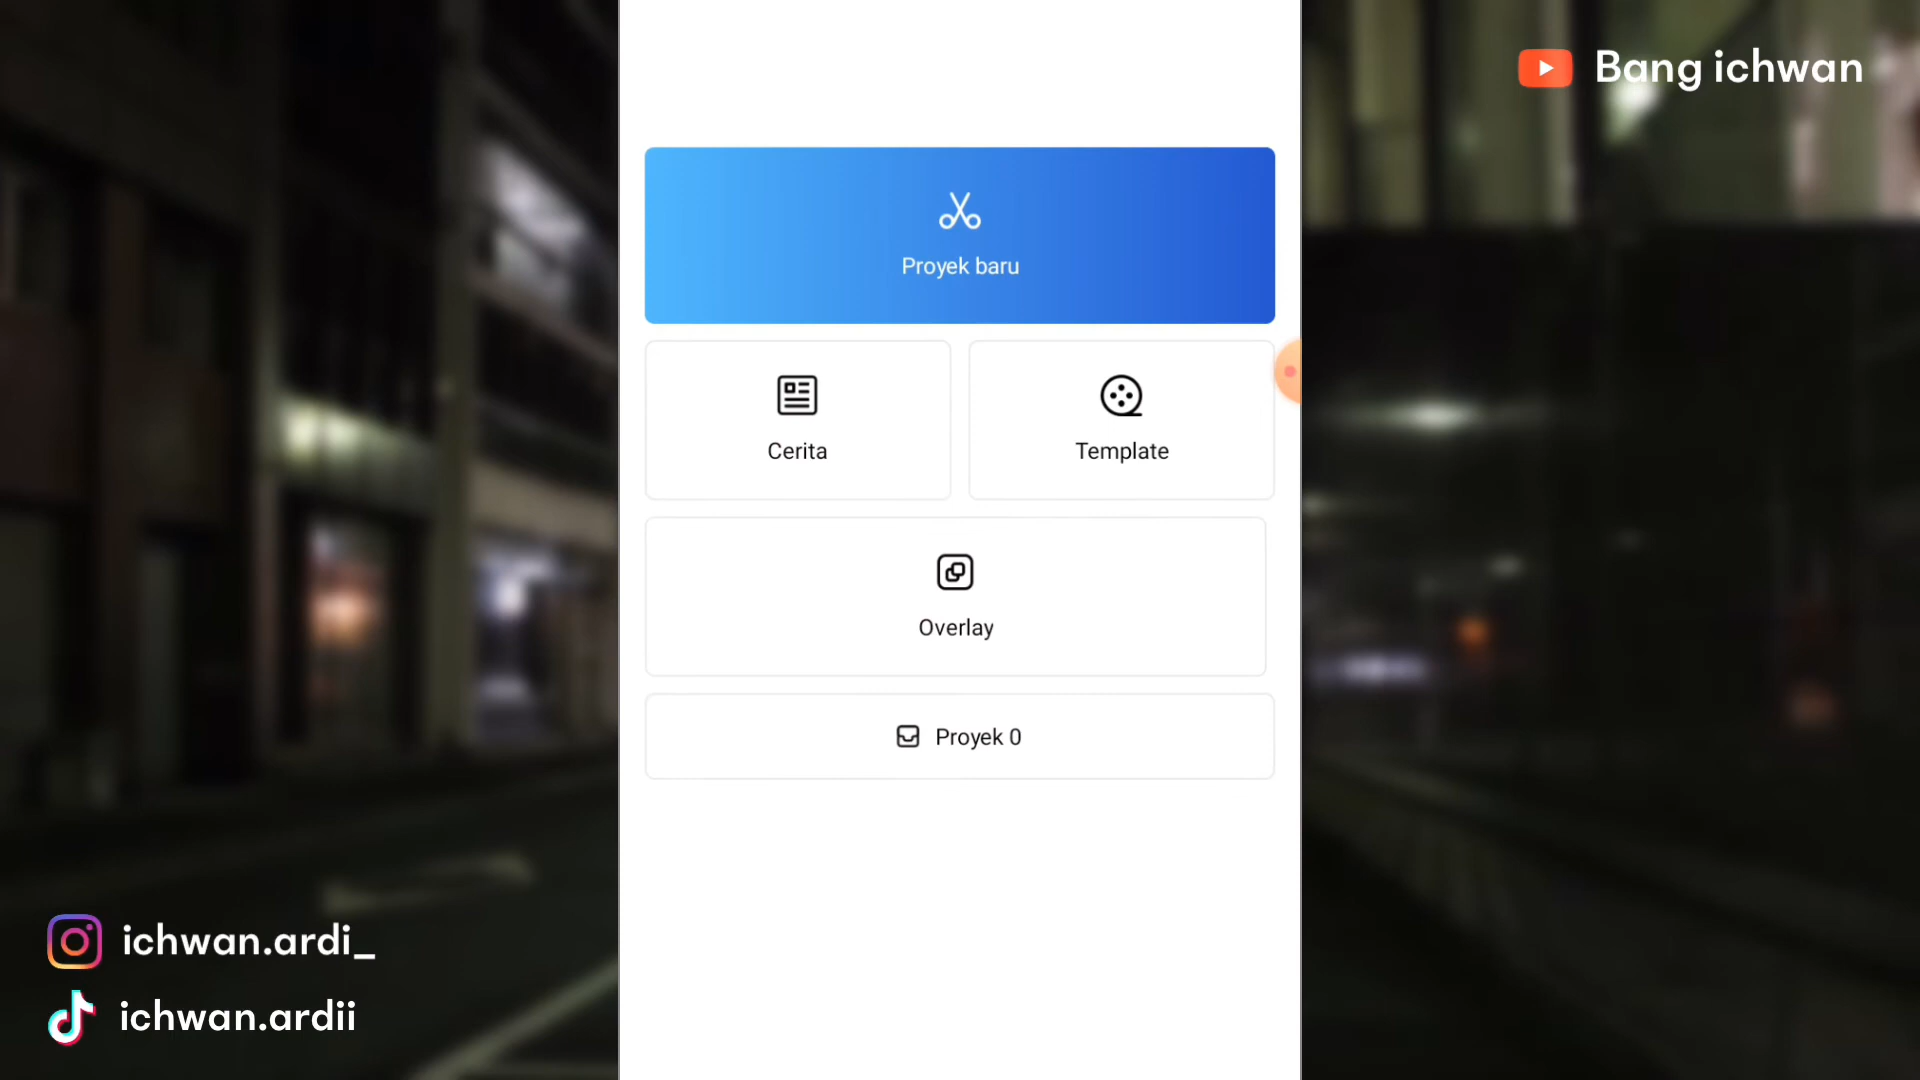 Bang ichwan
Proyek baru
Cerita
Template
Overlay
Proyek 0
ichwan.ardi_
ichwan.ardii